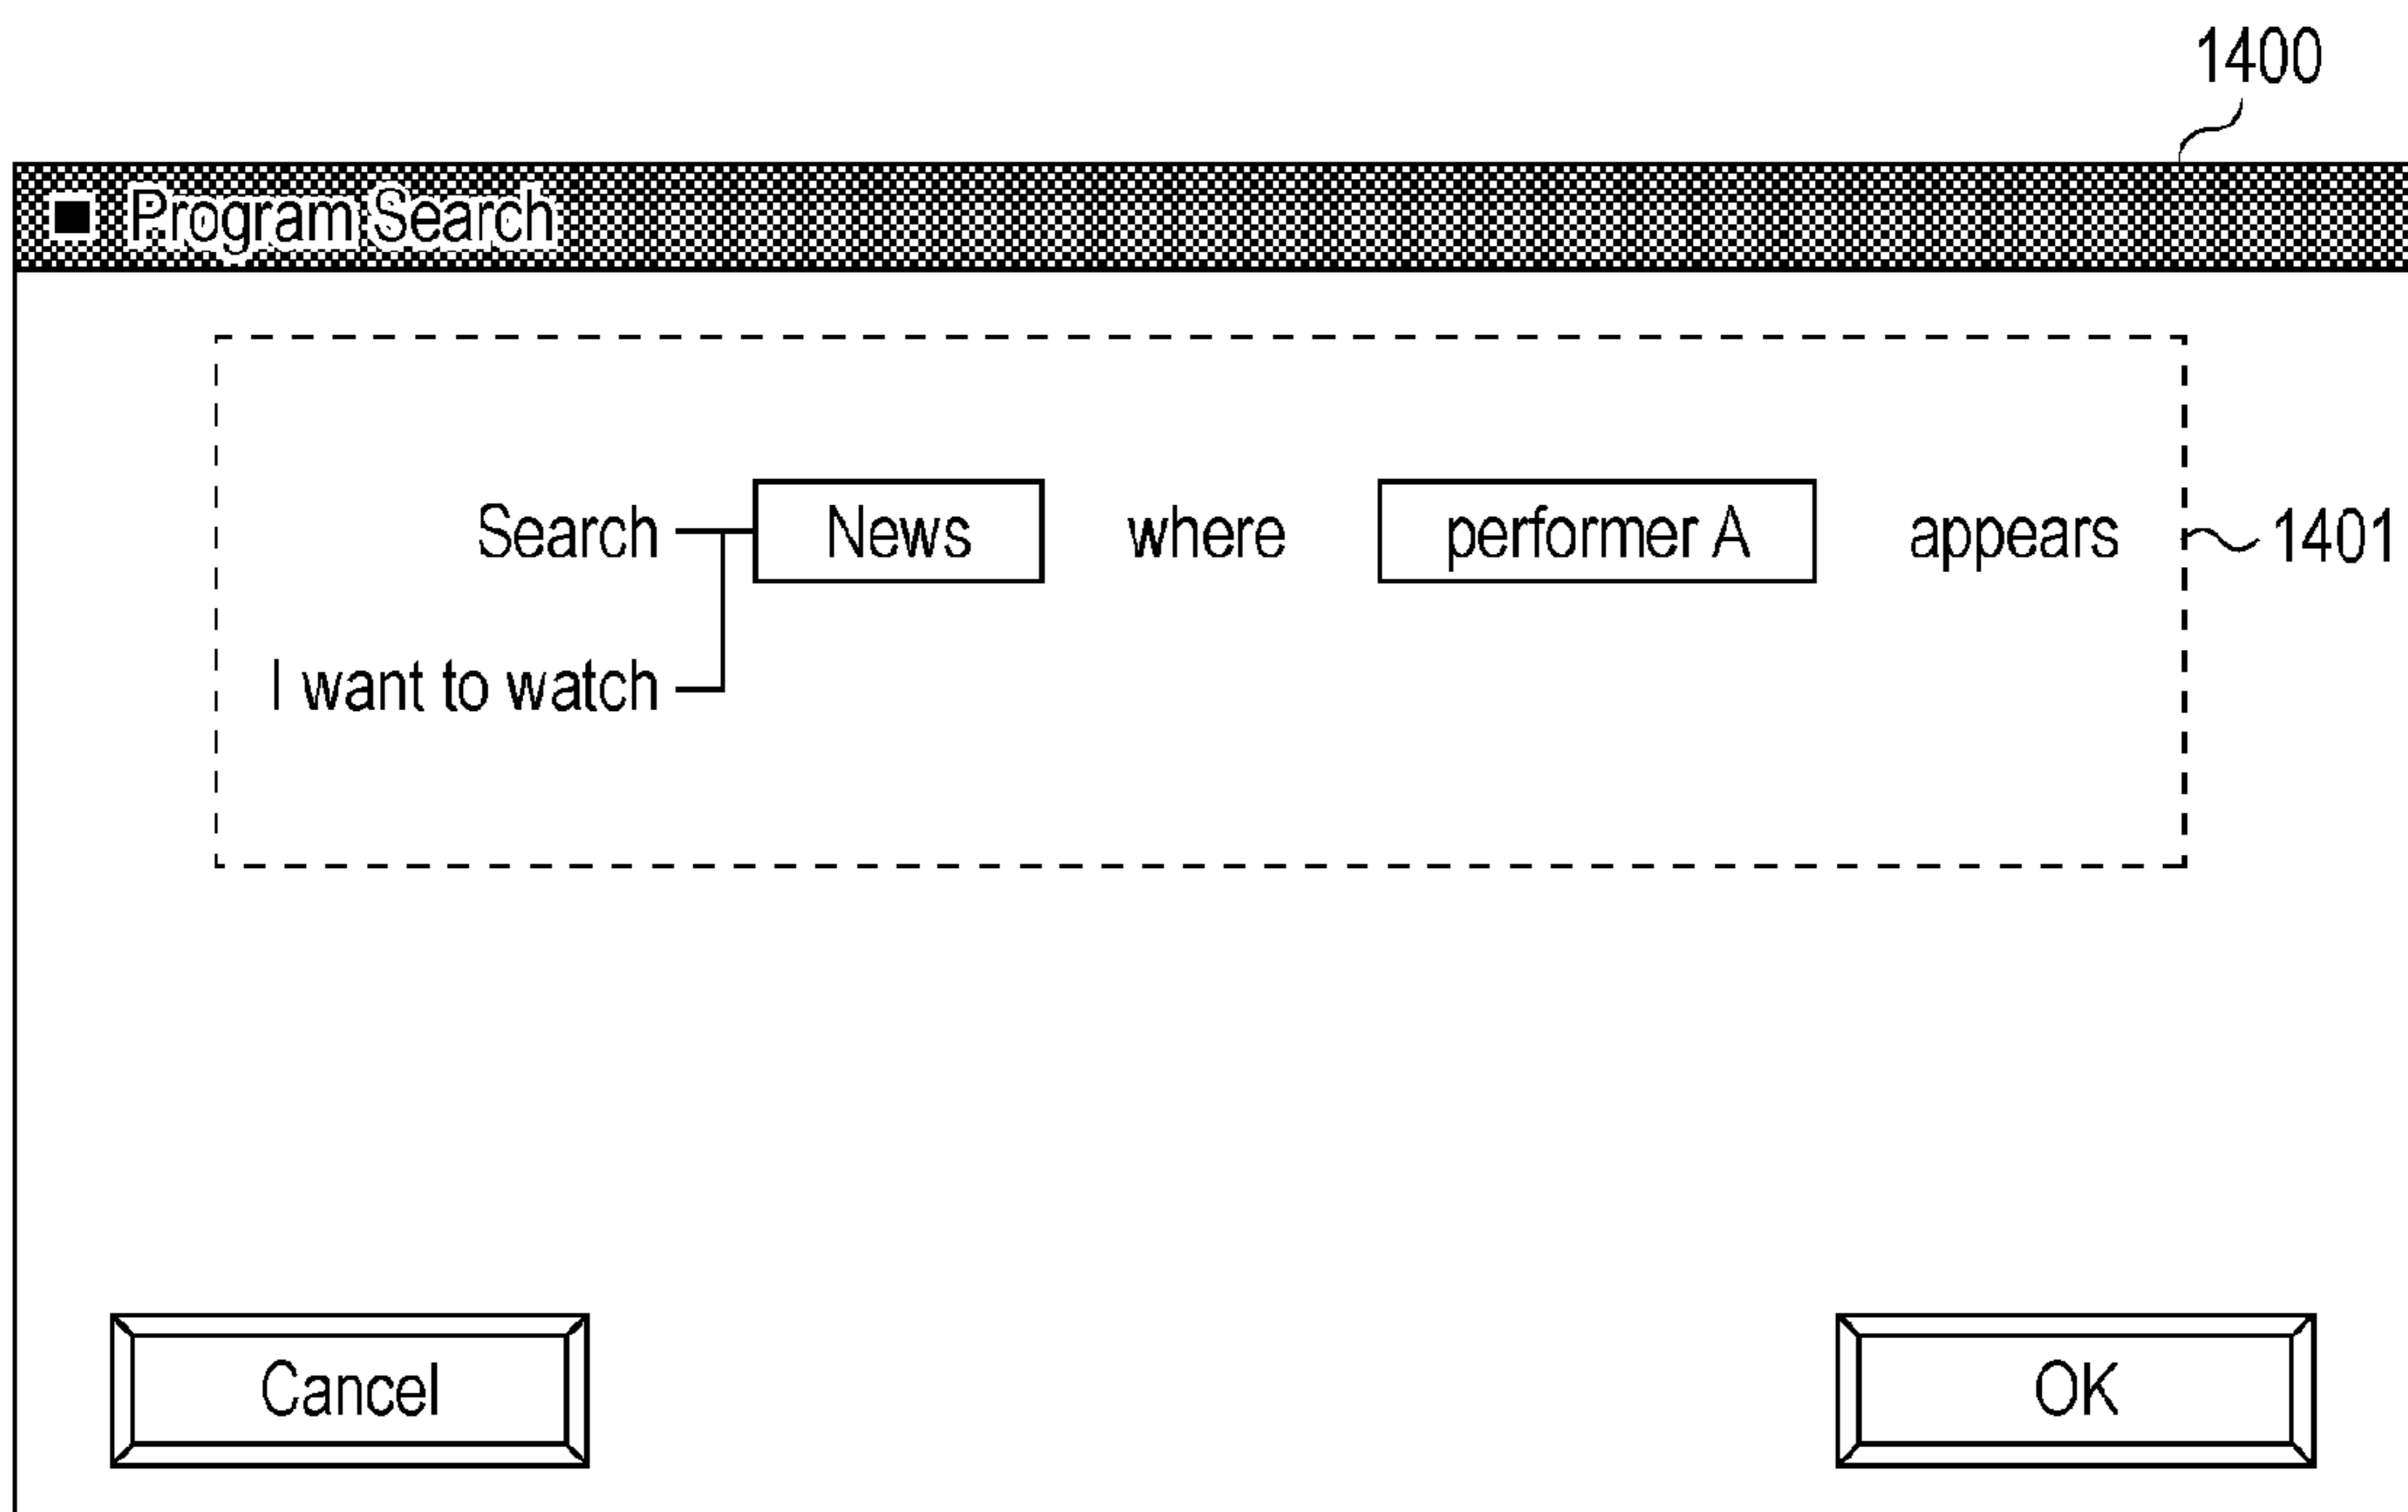 1400
■ Program Search
Search News where performer A appears
1401
I want to watch
Cancel
OK